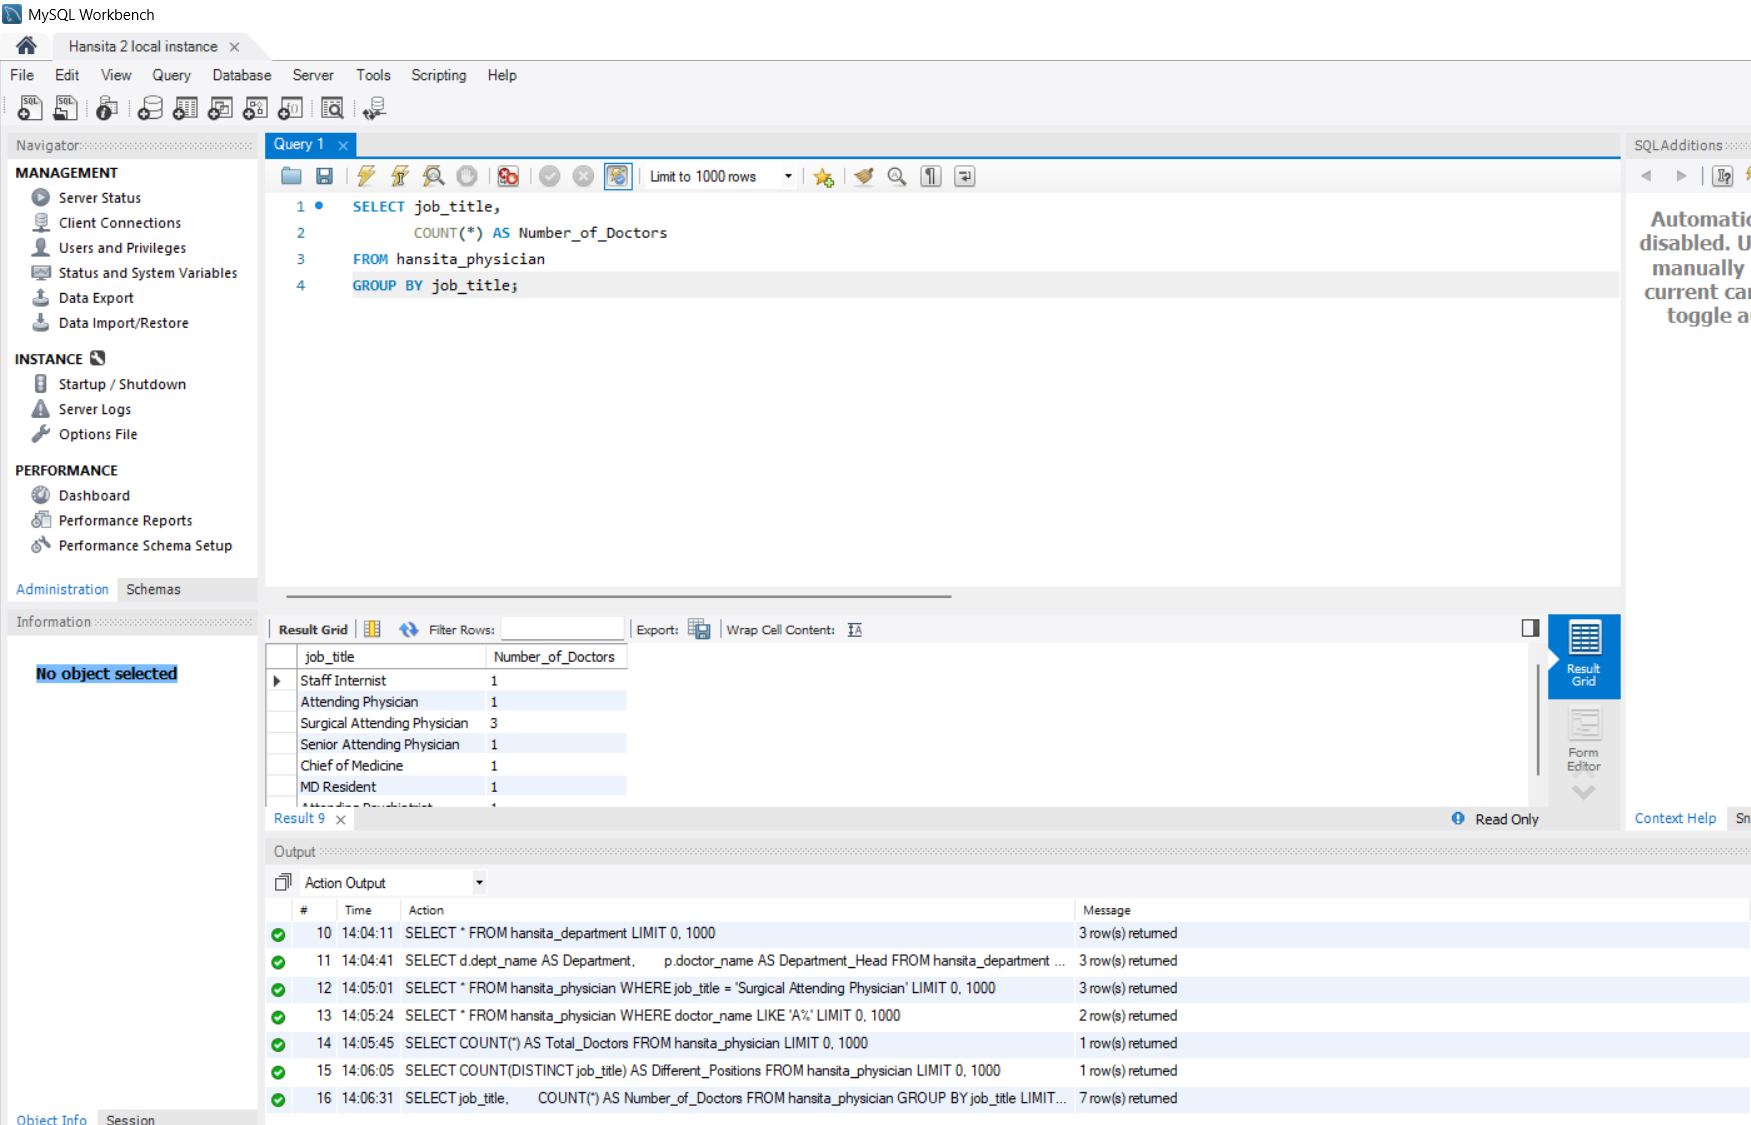 MySQL Workbench
Hansita 2 local instance
File Edit View Query Database Server Tools Scripting Help
Navigator
MANAGEMENT
Server Status
Client Connections
Users and Privileges
Status and System Variables
Data Export
Data Import/Restore
INSTANCE
Startup / Shutdown
Server Logs
Options File
PERFORMANCE
Dashboard
Performance Reports
Performance Schema Setup
Administration Schemas
Information
No object selected
Object Info Session
Query 1
Limit to 1000 rows
1 SELECT job_title,
2 COUNT(*) AS Number_of_Doctors
3 FROM hansita_physician
4 GROUP BY job_title;
Result Grid Filter Rows: Export: Wrap Cell Content:
job_title Number_of_Doctors
Staff Internist 1
Attending Physician 1
Surgical Attending Physician 3
Senior Attending Physician 1
Chief of Medicine 1
MD Resident 1
Attending Psychiatrist 1
Result Grid
Form Editor
Result 9 Read Only
Output
Action Output
# Time Action Message
10 14:04:11 SELECT * FROM hansita_department LIMIT 0, 1000 3 row(s) returned
11 14:04:41 SELECT d.dept_name AS Department, p.doctor_name AS Department_Head FROM hansita_department ... 3 row(s) returned
12 14:05:01 SELECT * FROM hansita_physician WHERE job_title = 'Surgical Attending Physician' LIMIT 0, 1000 3 row(s) returned
13 14:05:24 SELECT * FROM hansita_physician WHERE doctor_name LIKE 'A%' LIMIT 0, 1000 2 row(s) returned
14 14:05:45 SELECT COUNT(*) AS Total_Doctors FROM hansita_physician LIMIT 0, 1000 1 row(s) returned
15 14:06:05 SELECT COUNT(DISTINCT job_title) AS Different_Positions FROM hansita_physician LIMIT 0, 1000 1 row(s) returned
16 14:06:31 SELECT job_title, COUNT(*) AS Number_of_Doctors FROM hansita_physician GROUP BY job_title LIMIT... 7 row(s) returned
SQLAdditions
Automatic
disabled. U
manually
current car
toggle a
Context Help Sn